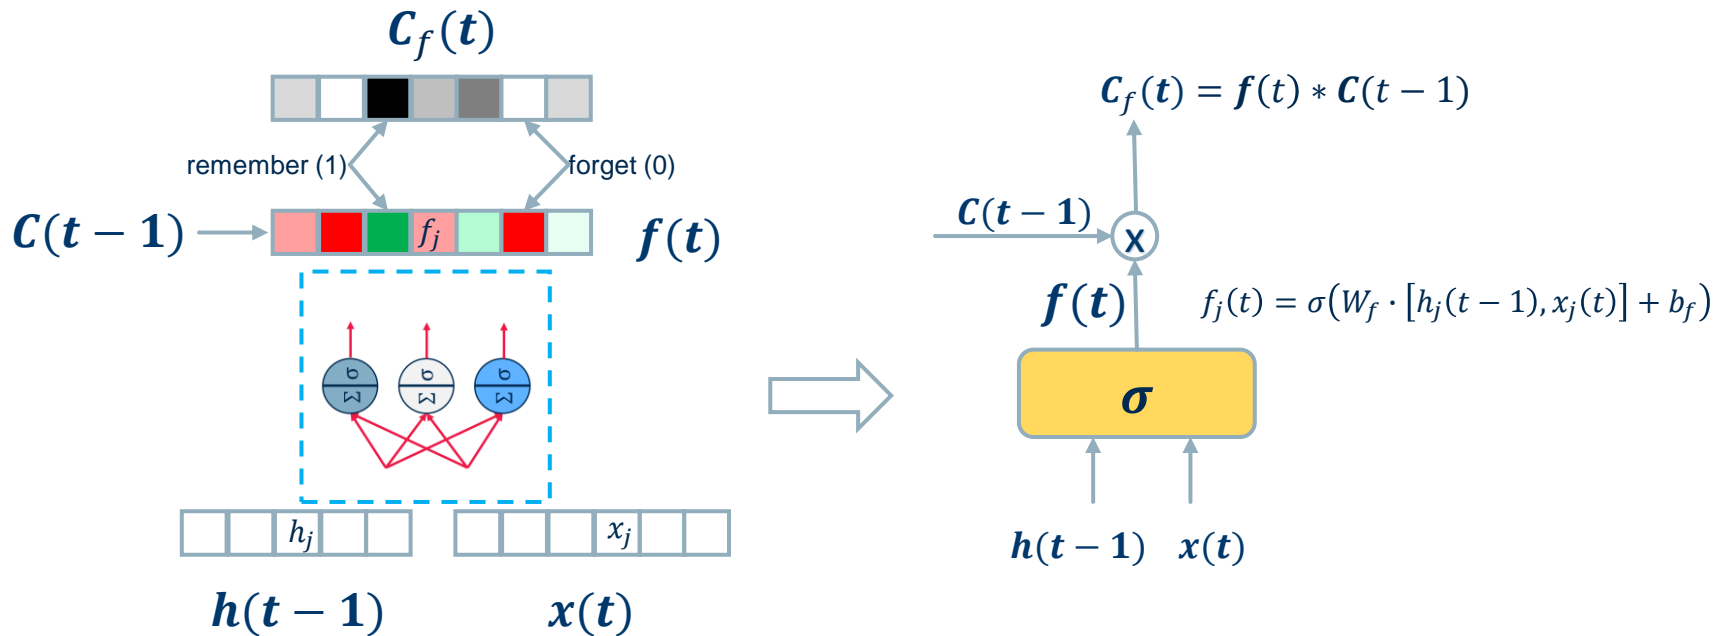 C_f(t)
remember (1)
forget (0)
C(t − 1)
f_j
f(t)
σ
Σ
σ
Σ
σ
Σ
h_j
x_j
h(t − 1)
x(t)
C_f(t) = f(t) ∗ C(t − 1)
C(t − 1)
x
f(t)
f_j(t) = σ(W_f · [h_j(t − 1), x_j(t)] + b_f)
σ
h(t − 1)
x(t)